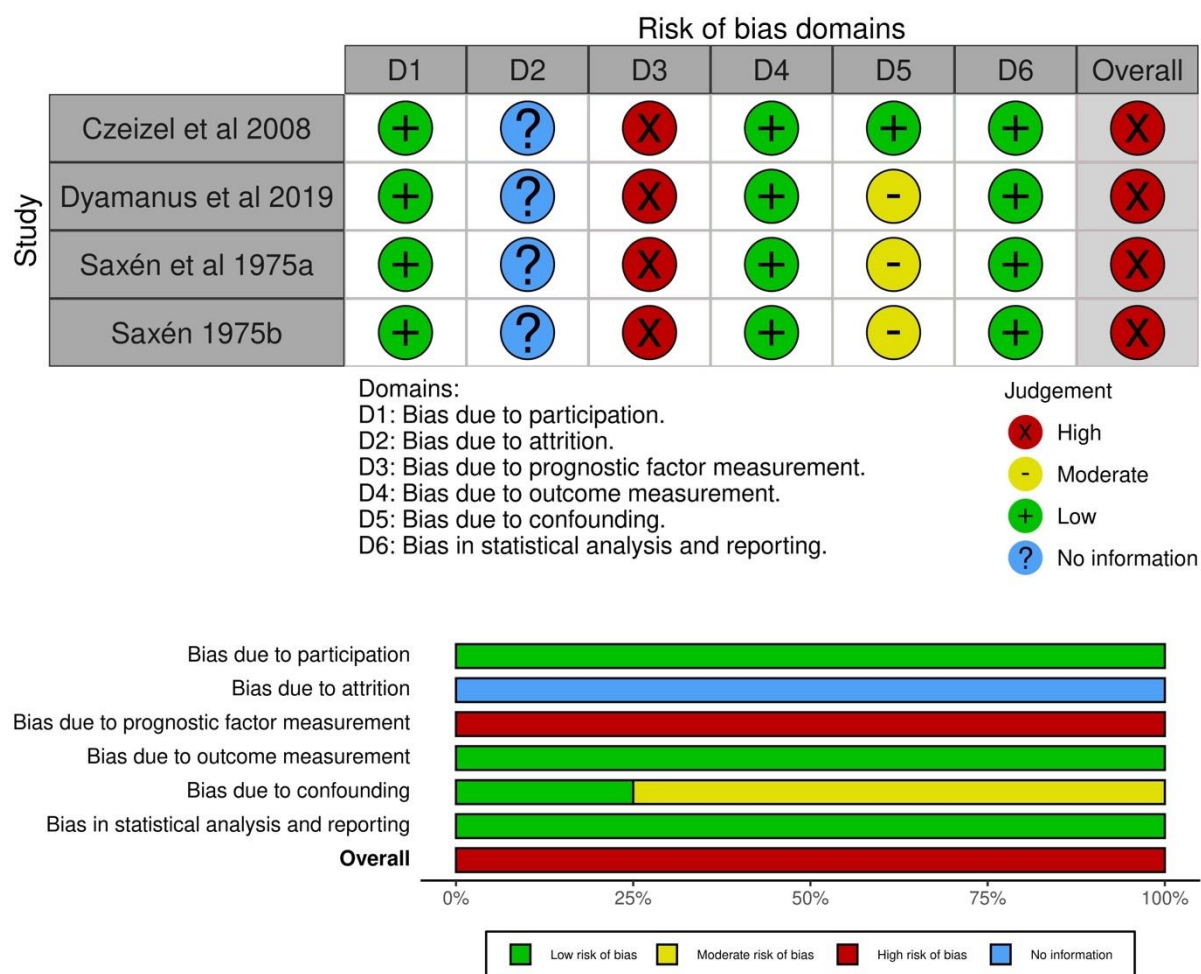 Risk of bias domains
D1 D2 D3 D4 D5 D6 Overall
Study
Czeizel et al 2008 + ? X + + + X
Dyamanus et al 2019 + ? X + - + X
Saxén et al 1975a + ? X + - + X
Saxén 1975b + ? X + - + X
Domains:
D1: Bias due to participation.
D2: Bias due to attrition.
D3: Bias due to prognostic factor measurement.
D4: Bias due to outcome measurement.
D5: Bias due to confounding.
D6: Bias in statistical analysis and reporting.
Judgement
X High
- Moderate
+ Low
? No information
Bias due to participation
Bias due to attrition
Bias due to prognostic factor measurement
Bias due to outcome measurement
Bias due to confounding
Bias in statistical analysis and reporting
Overall
0% 25% 50% 75% 100%
Low risk of bias Moderate risk of bias High risk of bias No information